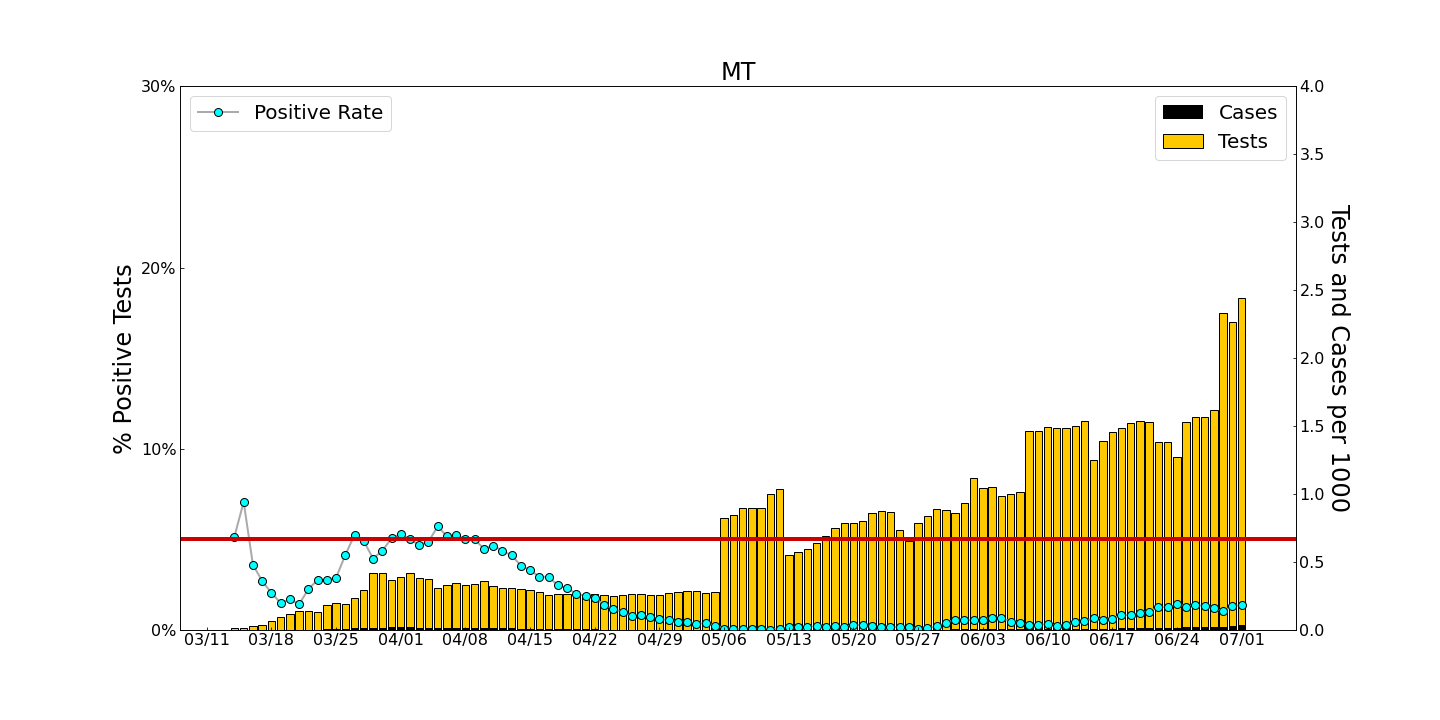 MT
30%
20%
10%
0%
% Positive Tests
Positive Rate
Cases
Tests
4.0
3.5
3.0
2.5
2.0
1.5
1.0
0.5
0.0
Tests and Cases per 1000
03/11 03/18 03/25 04/01 04/08 04/15 04/22 04/29 05/06 05/13 05/20 05/27 06/03 06/10 06/17 06/24 07/01